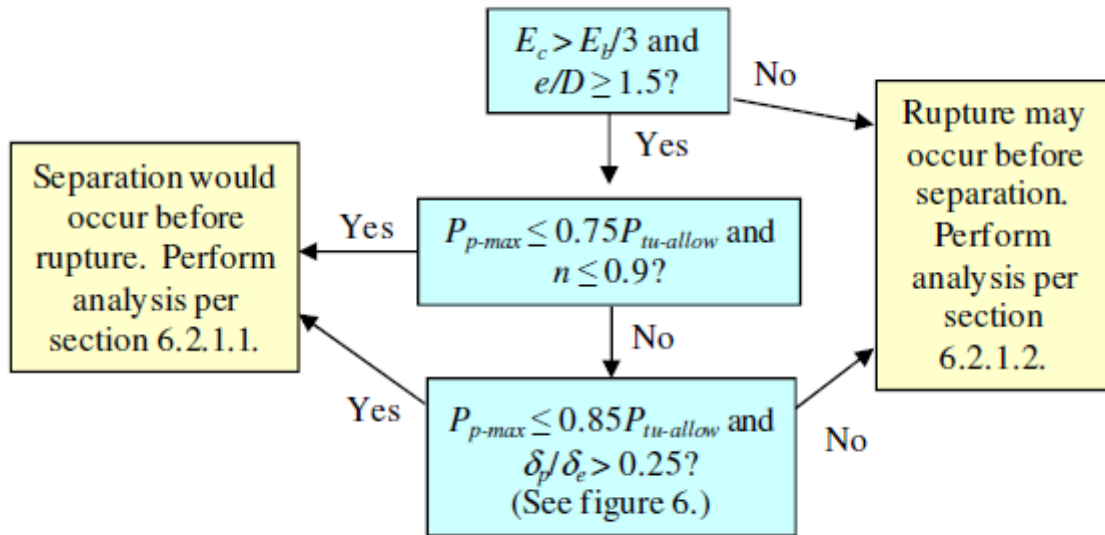 E_c > E_b/3 and
e/D ≥ 1.5?
No
Yes
Rupture may
occur before
separation.
Perform
analysis per
section
6.2.1.2.
Separation would
occur before
rupture. Perform
analysis per
section 6.2.1.1.
Yes
P_p-max ≤ 0.75P_tu-allow and
n ≤ 0.9?
No
Yes
P_p-max ≤ 0.85P_tu-allow and
δ_p/δ_e > 0.25?
(See figure 6.)
No